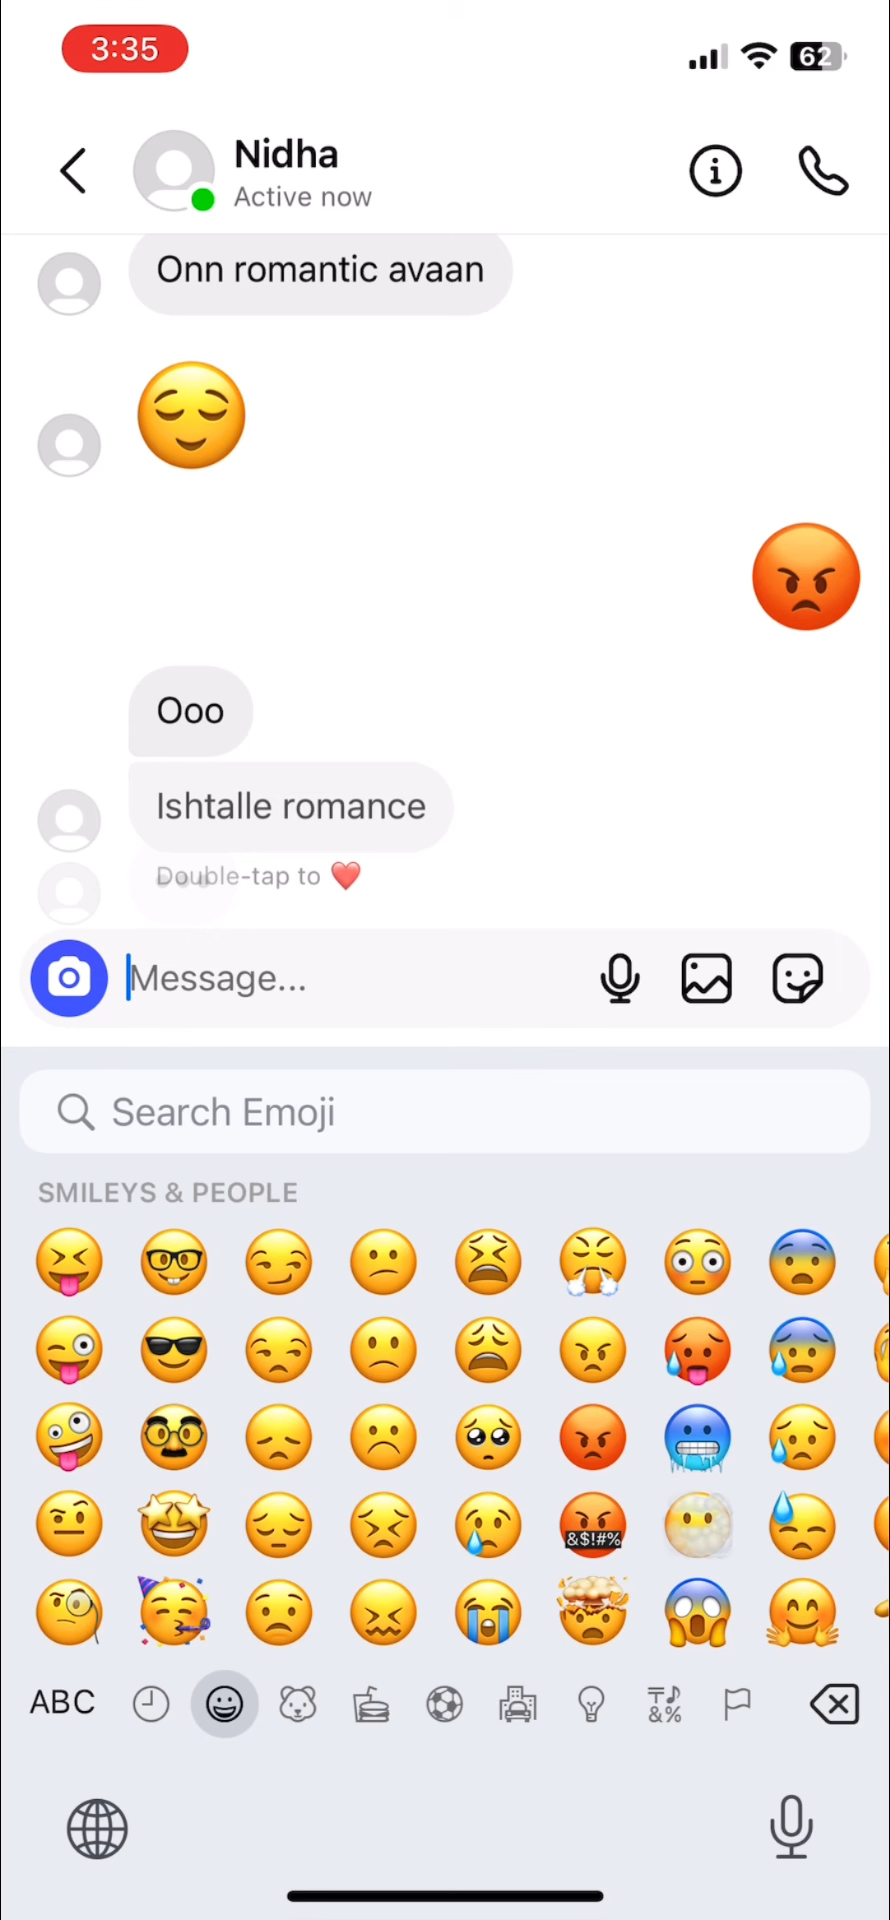 3:35
62
Nidha
Active now
Onn romantic avaan
Ooo
Ishtalle romance
Double-tap to ❤️
Message...
Search Emoji
SMILEYS & PEOPLE
&$!#%
ABC
&%